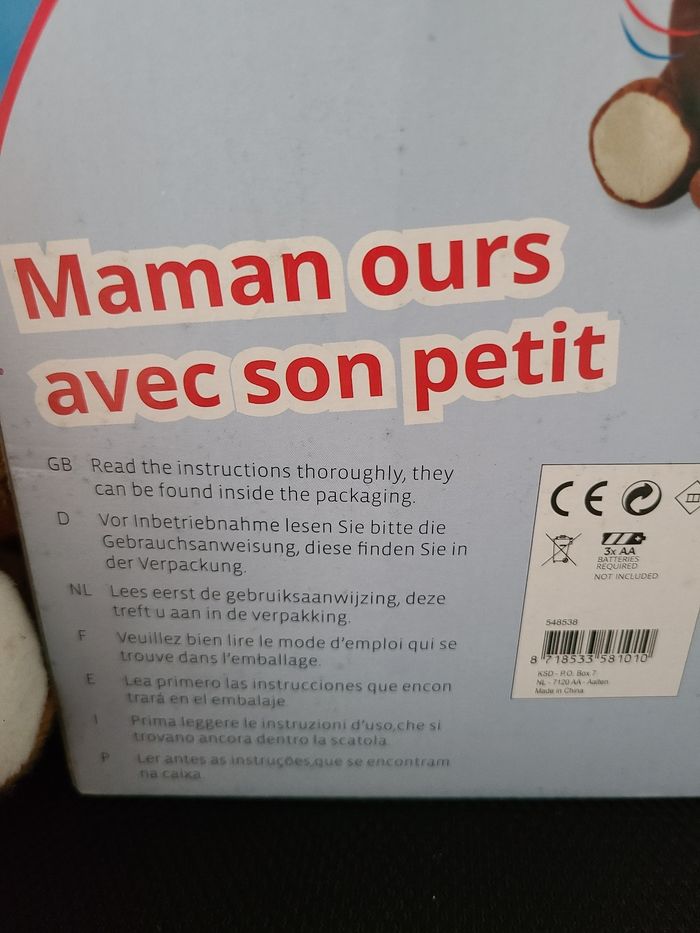 Maman ours
avec son petit
GB Read the instructions thoroughly, they
can be found inside the packaging.
D Vor Inbetriebnahme lesen Sie bitte die
Gebrauchsanweisung, diese finden Sie in
der Verpackung.
NL Lees eerst de gebruiksaanwijzing, deze
treft u aan in de verpakking.
F Veuillez bien lire le mode d'emploi qui se
trouve dans l'emballage.
E Lea primero las instrucciones que encon
trará en el embalaje
I Prima leggere le instruzioni d'uso,che si
trovano ancora dentro la scatola.
P Ler antes as instruções,que se encontram
na caixa
CE
3x AA
BATTERIES
REQUIRED
NOT INCLUDED
548538
8 718533 581010
KSD - P.O. Box 7
NL - 7120 AA - Aalten.
Made in China.